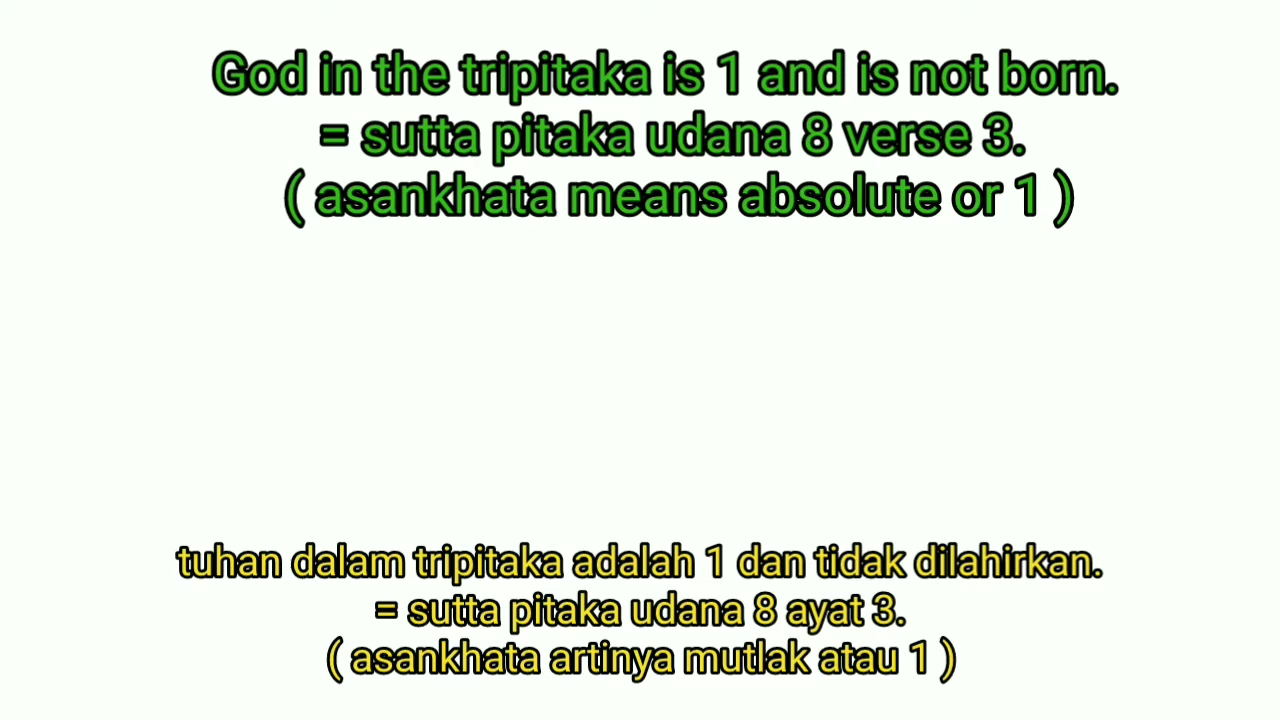 God in the tripitaka is 1 and is not born.
= sutta pitaka udana 8 verse 3.
( asankhata means absolute or 1 )
tuhan dalam tripitaka adalah 1 dan tidak dilahirkan.
= sutta pitaka udana 8 ayat 3.
( asankhata artinya mutlak atau 1 )